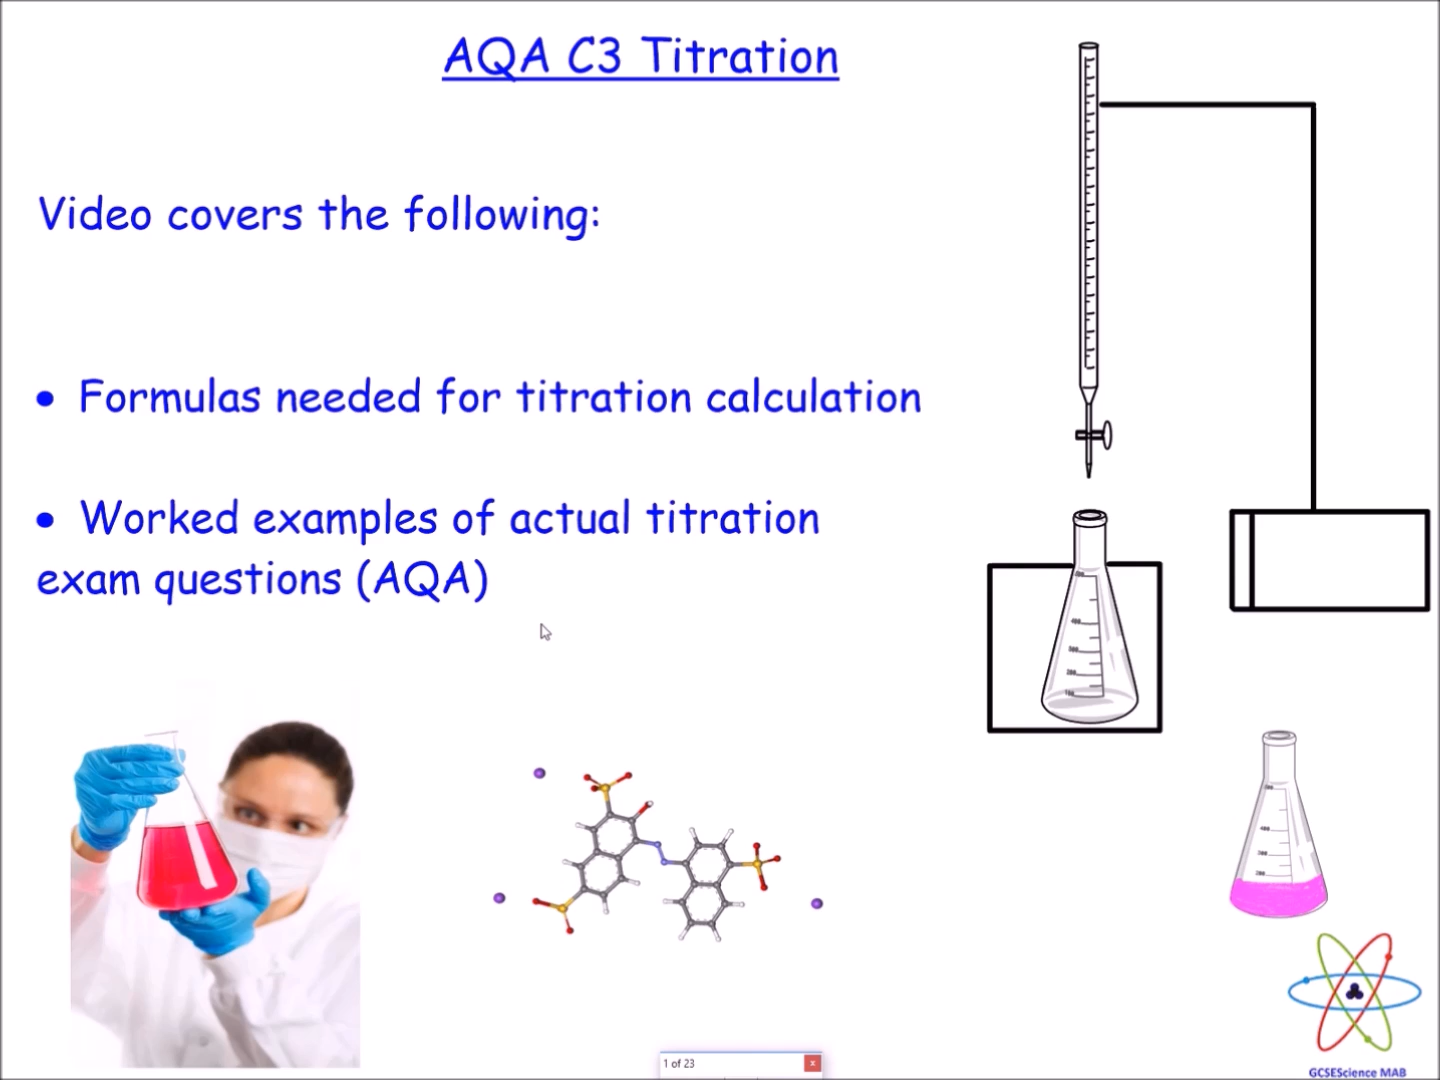 AQA C3 Titration
Video covers the following:
• Formulas needed for titration calculation
• Worked examples of actual titration
exam questions (AQA)
1 of 23
x
GCSEScience MAB